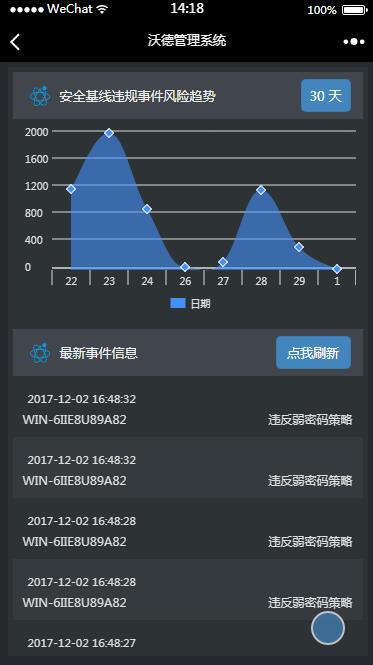 ●●●●● WeChat 14:18 100%
沃德管理系统
安全基线违规事件风险趋势 30 天
2000
1600
1200
800
400
0
22 23 24 26 27 28 29 1
日期
最新事件信息 点我刷新
2017-12-02 16:48:32
WIN-6IIE8U89A82 违反弱密码策略
2017-12-02 16:48:32
WIN-6IIE8U89A82 违反弱密码策略
2017-12-02 16:48:28
WIN-6IIE8U89A82 违反弱密码策略
2017-12-02 16:48:28
WIN-6IIE8U89A82 违反弱密码策略
2017-12-02 16:48:27